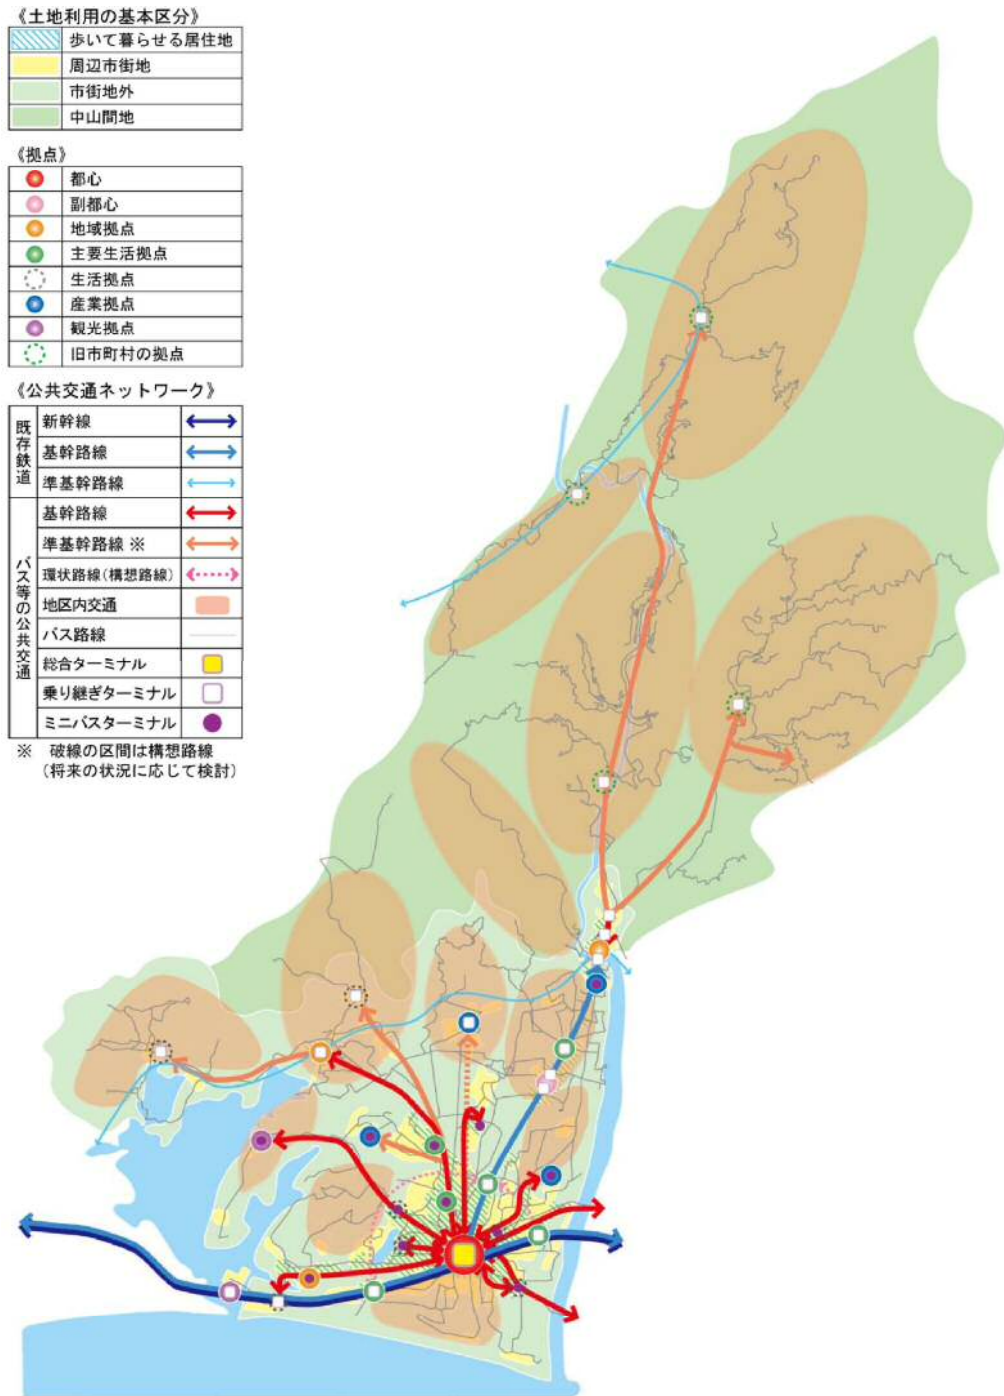 《土地利用の基本区分》
歩いて暮らせる居住地
周辺市街地
市街地外
中山間地
《拠点》
都心
副都心
地域拠点
主要生活拠点
生活拠点
産業拠点
観光拠点
旧市町村の拠点
《公共交通ネットワーク》
既存鉄道
新幹線
基幹路線
準基幹路線
バス等の公共交通
基幹路線
準基幹路線 ※
環状路線(構想路線)
地区内交通
バス路線
総合ターミナル
乗り継ぎターミナル
ミニバスターミナル
※ 破線の区間は構想路線
(将来の状況に応じて検討)